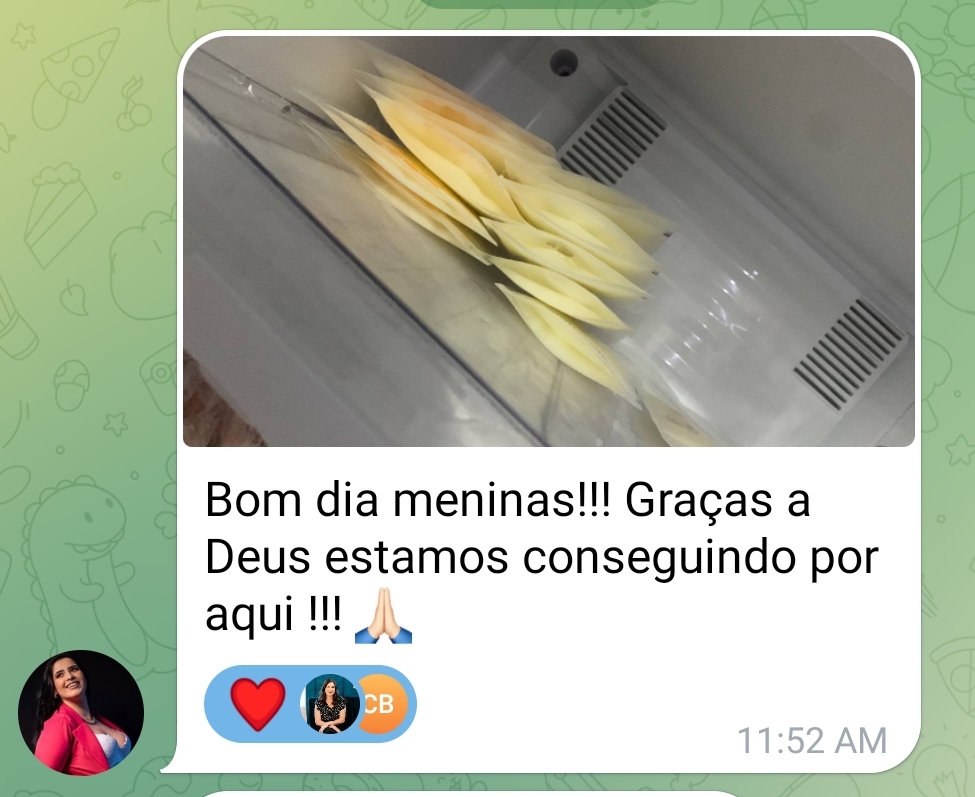 Bom dia meninas!!! Graças a
Deus estamos conseguindo por
aqui !!! 🙏🏻
CB
11:52 AM